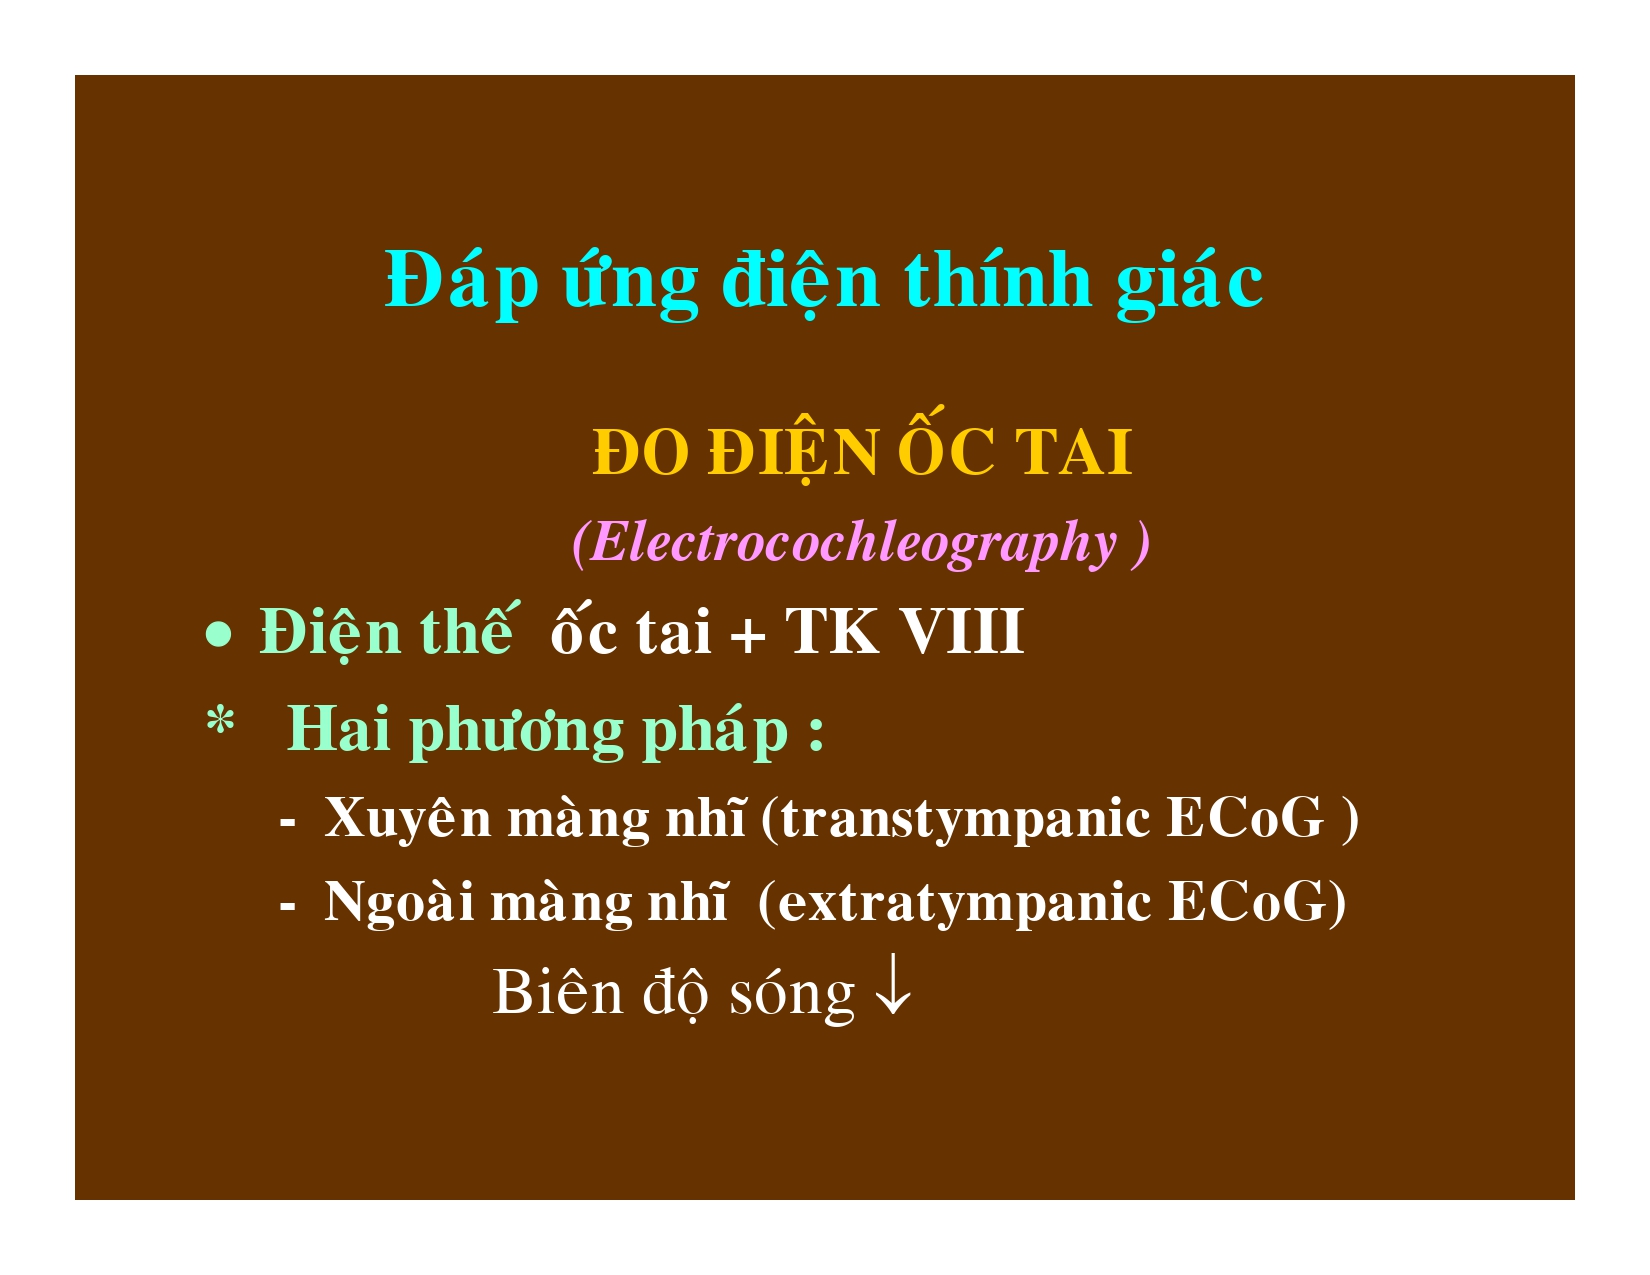 Đáp ứng điện thính giác
ĐO ĐIỆN ỐC TAI
(Electrocochleography )
• Điện thế ốc tai + TK VIII
* Hai phương pháp :
- Xuyên màng nhĩ (transtympanic ECoG )
- Ngoài màng nhĩ (extratympanic ECoG)
Biên độ sóng ↓